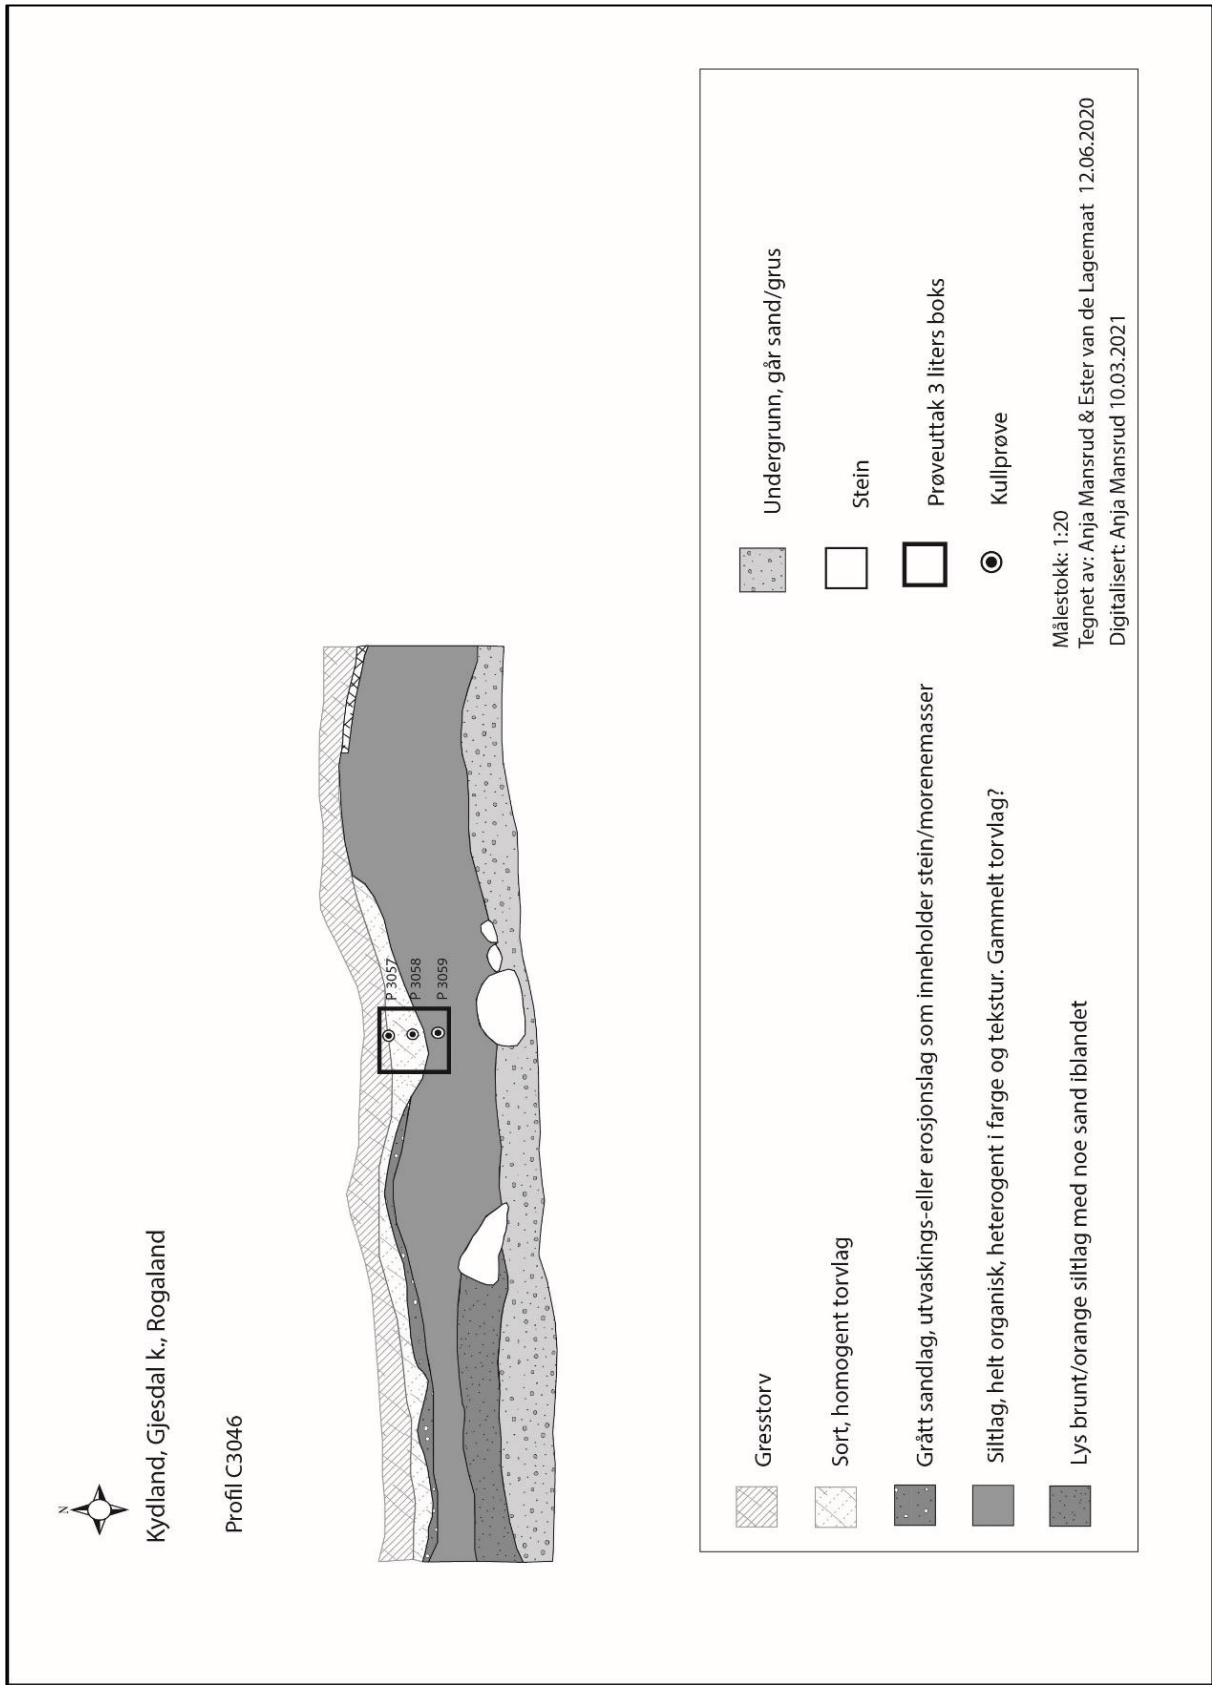 N
Kydland, Gjesdal k., Rogaland
Profil C3046
P 3057
P 3058
P 3059
Gresstorv
Sort, homogent torvlag
Grått sandlag, utvaskings-eller erosjonslag som inneholder stein/morenemasser
Siltlag, helt organisk, heterogent i farge og tekstur. Gammelt torvlag?
Lys brunt/orange siltlag med noe sand iblandet
Undergrunn, går sand/grus
Stein
Prøveuttak 3 liters boks
Kullprøve
Målestokk: 1:20
Tegnet av: Anja Mansrud & Ester van de Lagemaat 12.06.2020
Digitalisert: Anja Mansrud 10.03.2021